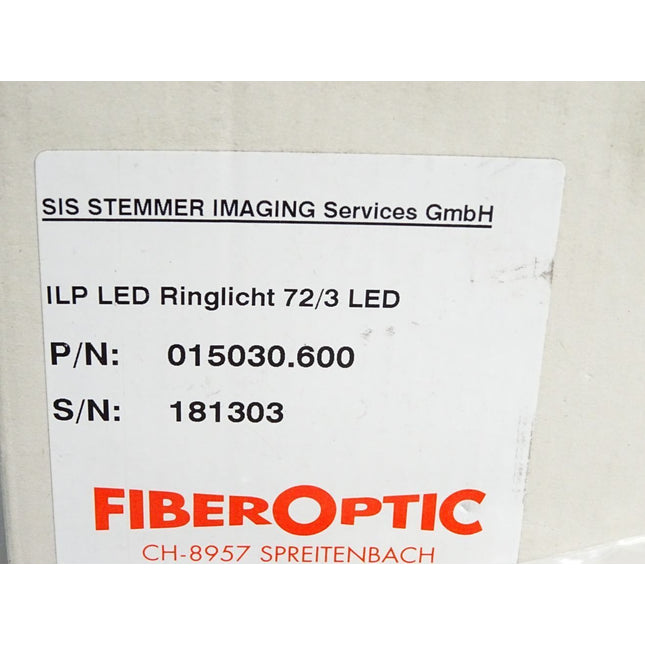 SIS STEMMER IMAGING Services GmbH
ILP LED Ringlicht 72/3 LED
P/N: 015030.600
S/N: 181303
FIBEROPTIC
CH-8957 SPREITENBACH